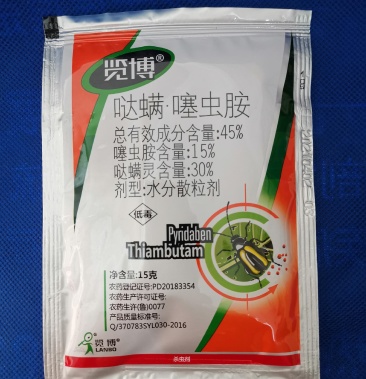 览博®
哒螨·噻虫胺
总有效成分含量:45%
噻虫胺含量:15%
哒螨灵含量:30%
剂型:水分散粒剂
低毒
Pyridaben
Thiambutam
净含量:15克
农药登记证号:PD20183354
农药生产许可证号:
农药生许(鲁)0077
产品质量标准号:
Q/370783SYL030-2016
览博®
LANBO
杀虫剂